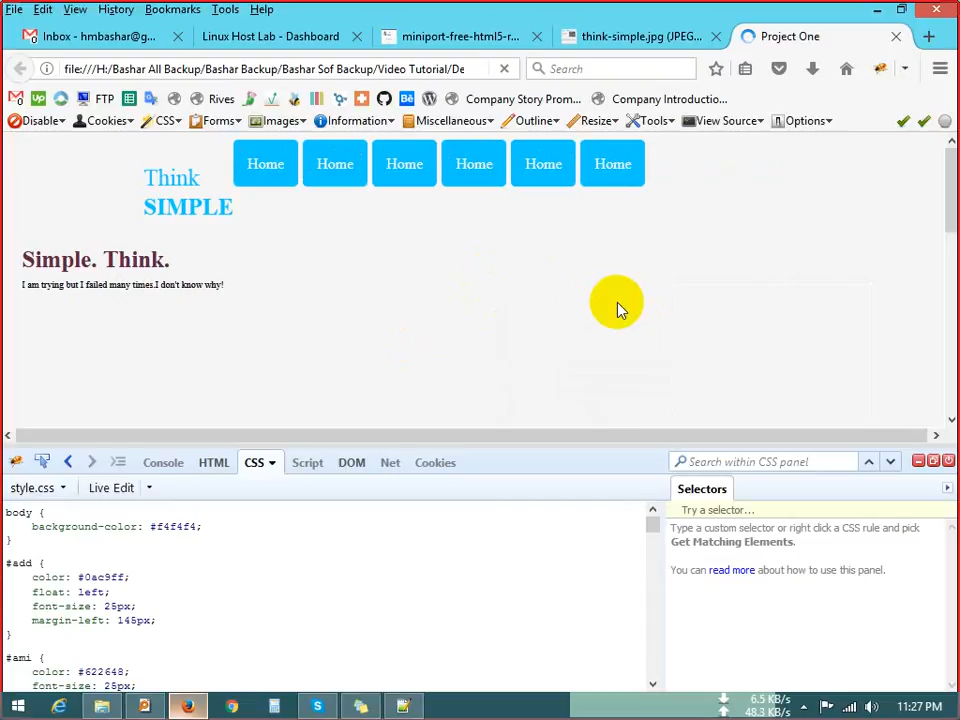 File Edit View History Bookmarks Tools Help
Inbox - hmbashar@g... Linux Host Lab - Dashboard miniport-free-html5-r... think-simple.jpg (JPEG... Project One
file:///H:/Bashar All Backup/Bashar Backup/Bashar Sof Backup/Video Tutorial/De Search
FTP Rives Company Story Prom... Company Introductio...
Disable Cookies CSS Forms Images Information Miscellaneous Outline Resize Tools View Source Options
Think
SIMPLE
Home Home Home Home Home Home
Simple. Think.
I am trying but I failed many times.I don't know why!
Console HTML CSS Script DOM Net Cookies Search within CSS panel
style.css Live Edit Selectors
body {
background-color: #f4f4f4;
}
#add {
color: #0ac9ff;
float: left;
font-size: 25px;
margin-left: 145px;
}
#ami {
color: #622648;
font-size: 25px;
Try a selector...
Type a custom selector or right click a CSS rule and pick
Get Matching Elements.
You can read more about how to use this panel.
6.5 KB/s
48.3 KB/s
11:27 PM